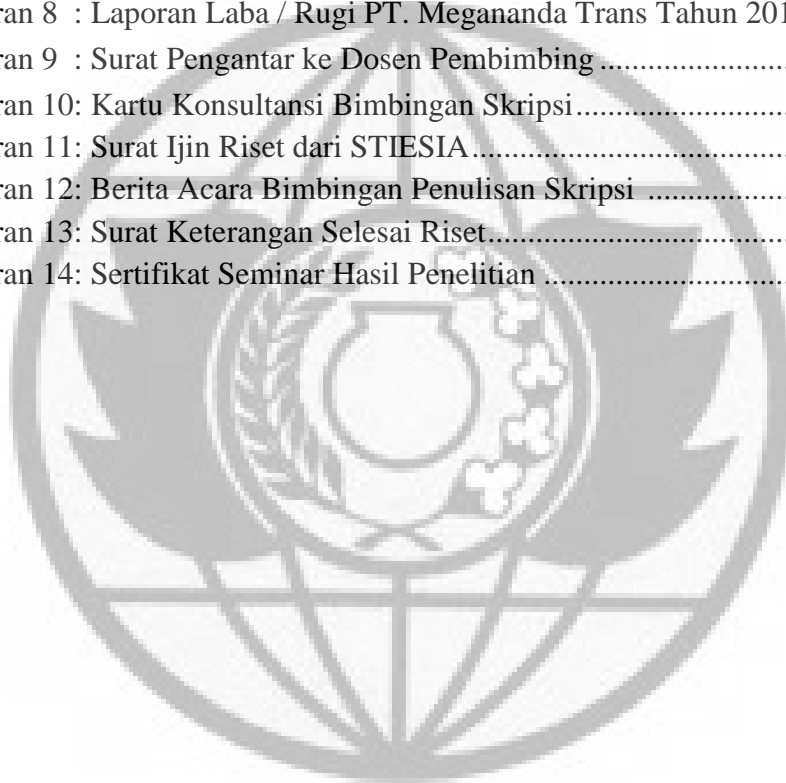 ran 8 : Laporan Laba / Rugi PT. Megananda Trans Tahun 201
ran 9 : Surat Pengantar ke Dosen Pembimbing ..............................
ran 10: Kartu Konsultansi Bimbingan Skripsi..................................
ran 11: Surat Ijin Riset dari STIESIA................................................
ran 12: Berita Acara Bimbingan Penulisan Skripsi .......................
ran 13: Surat Keterangan Selesai Riset..............................................
ran 14: Sertifikat Seminar Hasil Penelitian .....................................